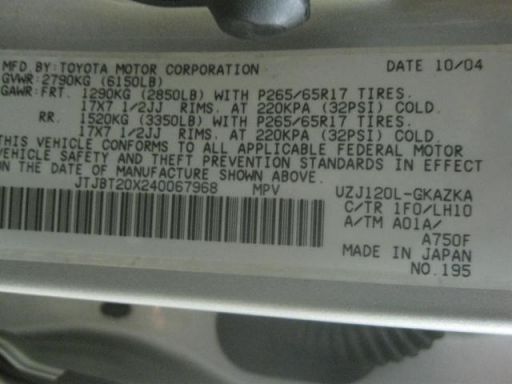 MFD. BY: TOYOTA MOTOR CORPORATION DATE 10/04
GVWR: 2790KG (6150LB)
GAWR: FRT. 1290KG (2850LB) WITH P265/65R17 TIRES.
17X7 1/2JJ RIMS. AT 220KPA (32PSI) COLD.
RR. 1520KG (3350LB) WITH P265/65R17 TIRES.
17X7 1/2JJ RIMS. AT 220KPA (32PSI) COLD.
THIS VEHICLE CONFORMS TO ALL APPLICABLE FEDERAL MOTOR
VEHICLE SAFETY AND THEFT PREVENTION STANDARDS IN EFFECT
ON THE DATE OF MANUFACTURE SHOWN ABOVE.
JTJBT20X240067968 MPV UZJ120L-GKAZKA
C/TR 1F0/LH10
A/TM A01A/
A750F
MADE IN JAPAN
NO.195